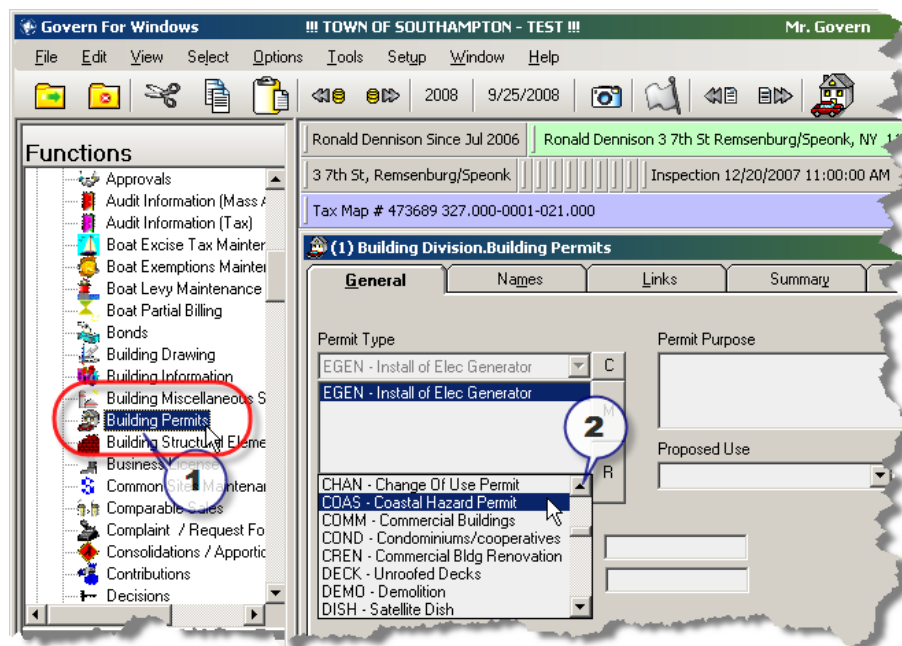 Govern For Windows !!! TOWN OF SOUTHAMPTON - TEST !!! Mr. Govern
File Edit View Select Options Tools Setup Window Help
2008 9/25/2008
Functions
Approvals
Audit Information (Mass
Audit Information (Tax)
Boat Excise Tax Mainter
Boat Exemptions Mainter
Boat Levy Maintenance
Boat Partial Billing
Bonds
Building Drawing
Building Information
Building Miscellaneous S
Building Permits
Building Structural Eleme
Business License
Common Site Maintenan
Comparable Sales
Complaint / Request Fo
Consolidations / Apportio
Contributions
Decisions
1
Ronald Dennison Since Jul 2006 Ronald Dennison 3 7th St Remsenburg/Speonk, NY
3 7th St, Remsenburg/Speonk Inspection 12/20/2007 11:00:00 AM
Tax Map # 473689 327.000-0001-021.000
(1) Building Division.Building Permits
General Names Links Summary
Permit Type Permit Purpose
EGEN - Install of Elec Generator C
EGEN - Install of Elec Generator
M
2
Proposed Use
R
CHAN - Change Of Use Permit
COAS - Coastal Hazard Permit
COMM - Commercial Buildings
COND - Condominiums/cooperatives
CREN - Commercial Bldg Renovation
DECK - Unroofed Decks
DEMO - Demolition
DISH - Satellite Dish